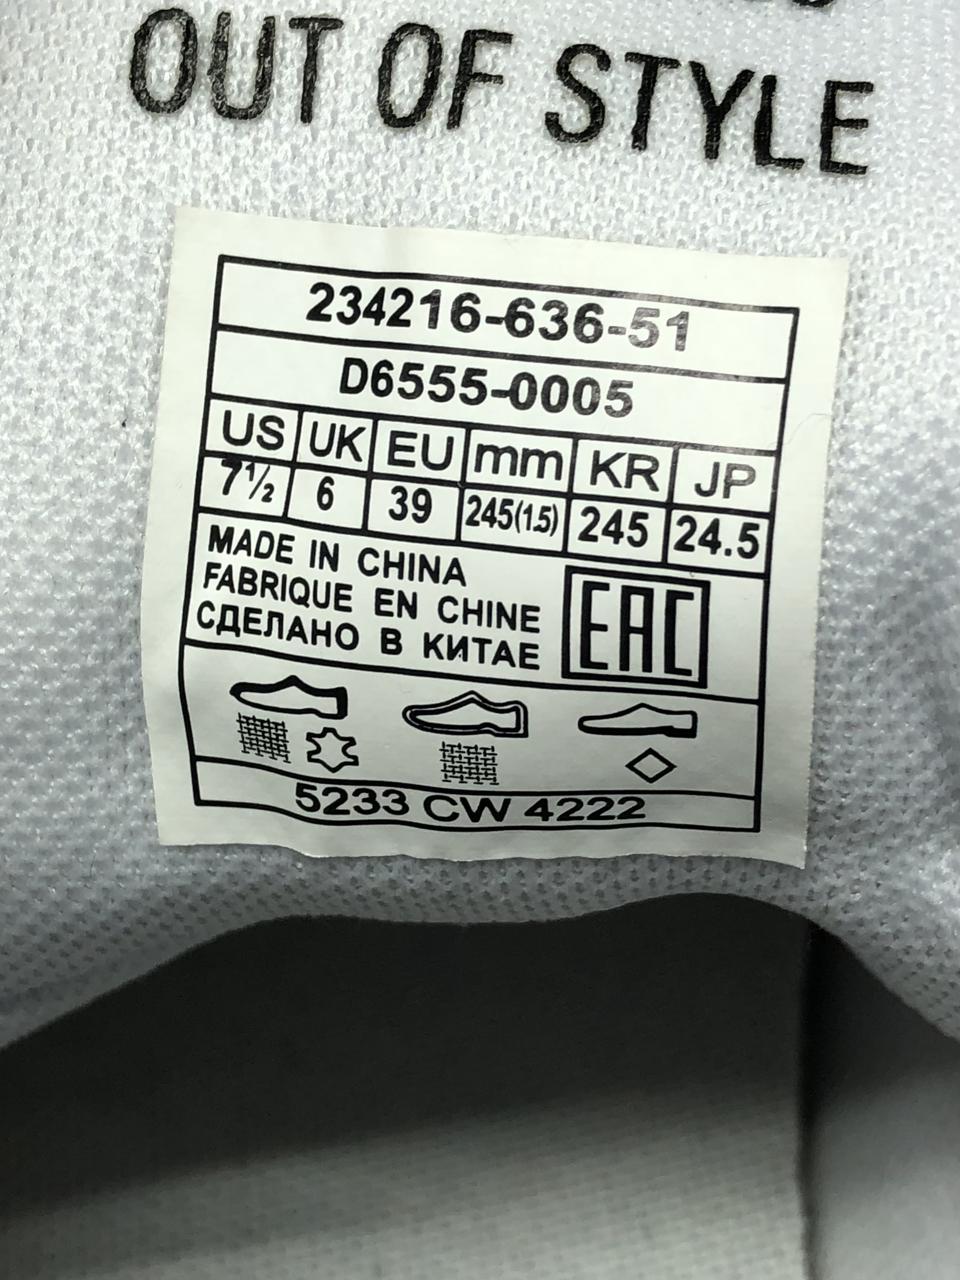 OUT OF STYLE
234216-636-51
D6555-0005
US UK EU mm KR JP
7½ 6 39 245(1.5) 245 24.5
MADE IN CHINA
FABRIQUE EN CHINE
СДЕЛАНО В КИТАЕ
EAC
5233 CW 4222